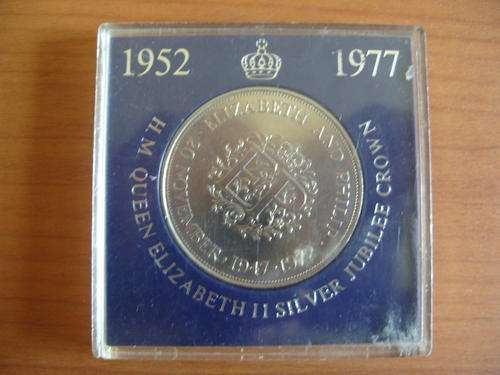 1952 1977
H. M QUEEN ELIZABETH II SILVER JUBILEE CROWN
ELIZABETH AND PHILIP
20 NOVEMBER · 1947-1972